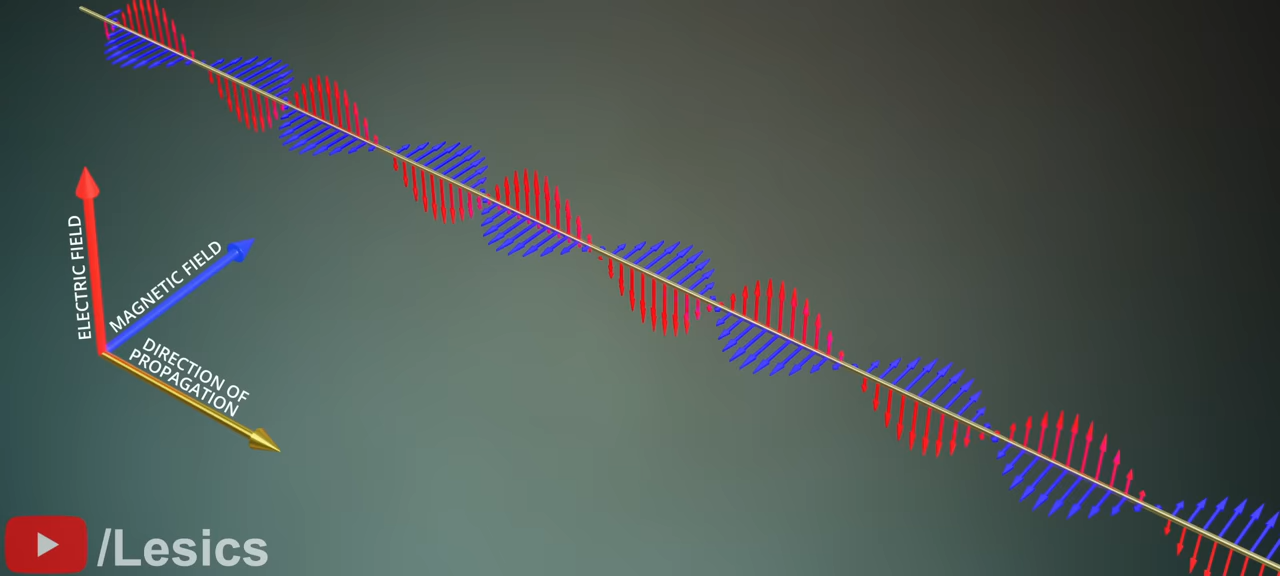 ELECTRIC FIELD
MAGNETIC FIELD
DIRECTION OF
PROPAGATION
/Lesics